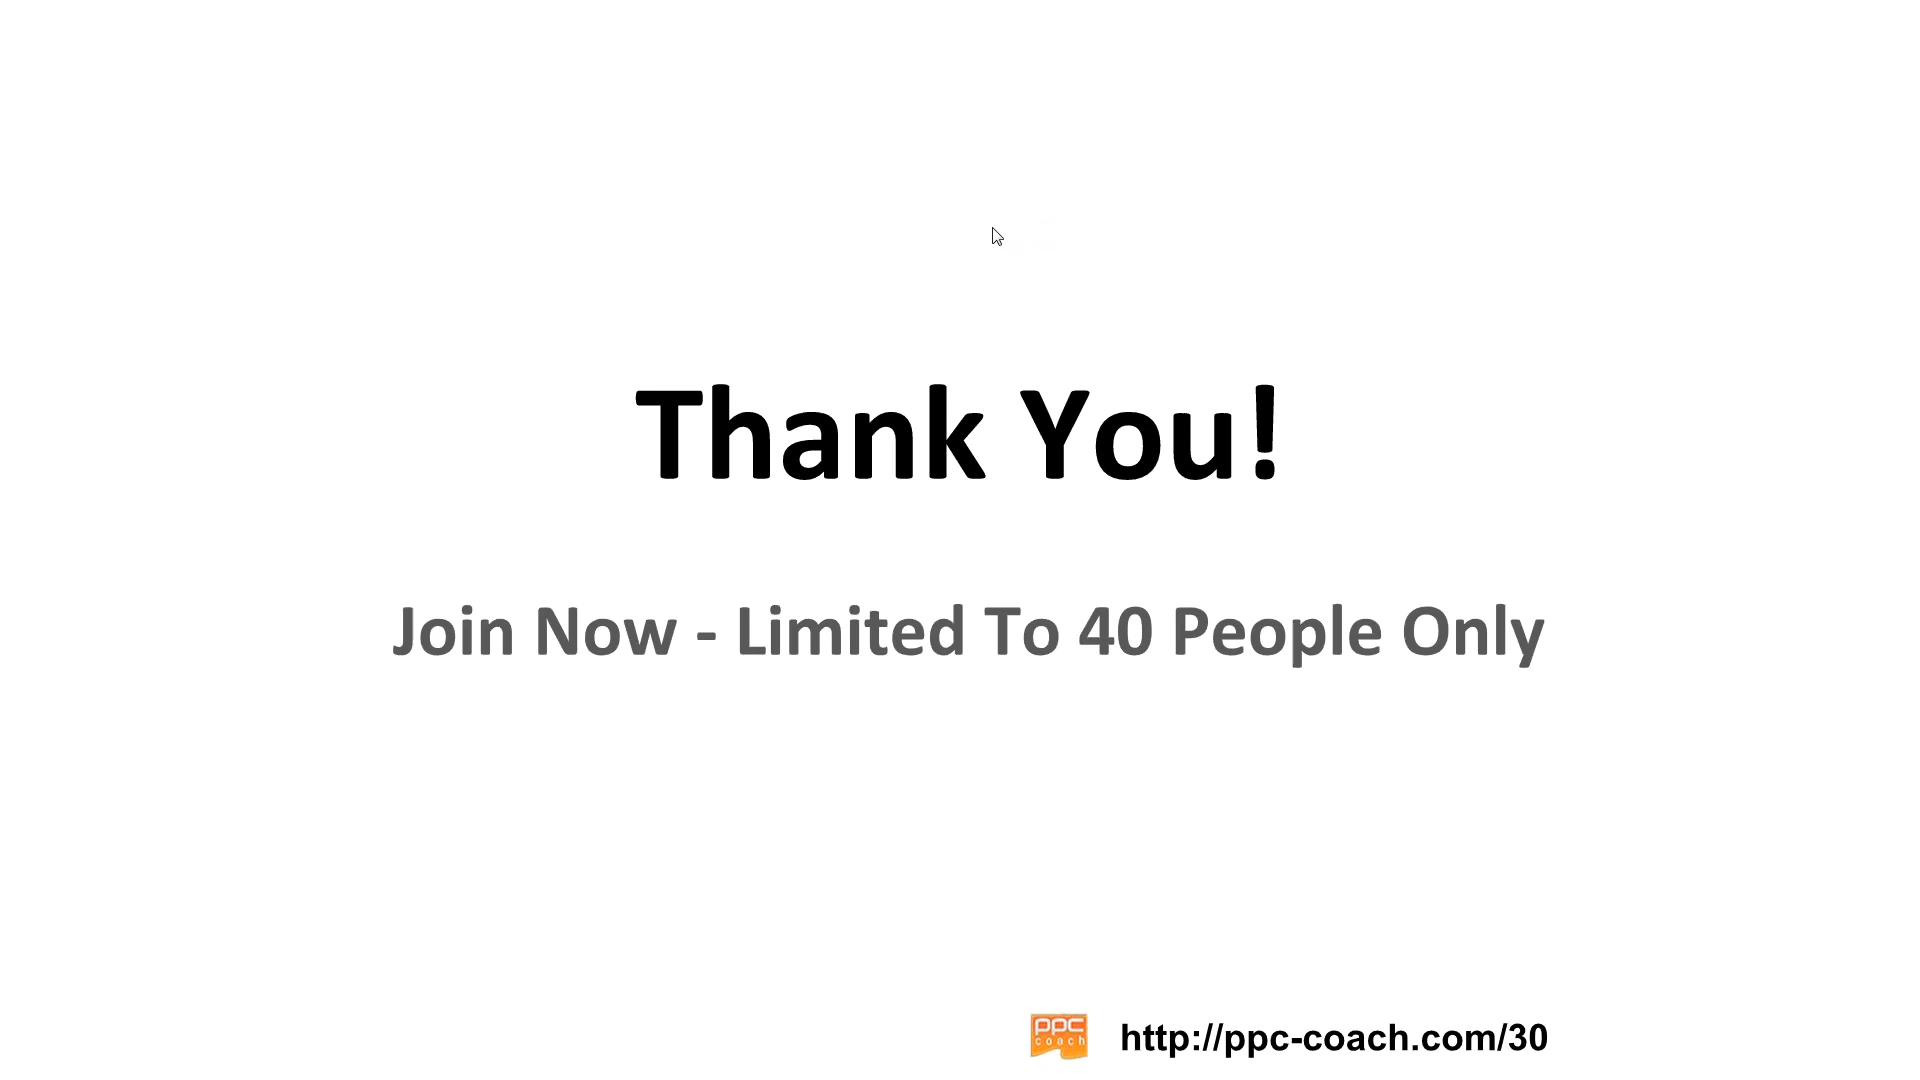 Thank You!
Join Now - Limited To 40 People Only
ppc
coach
http://ppc-coach.com/30